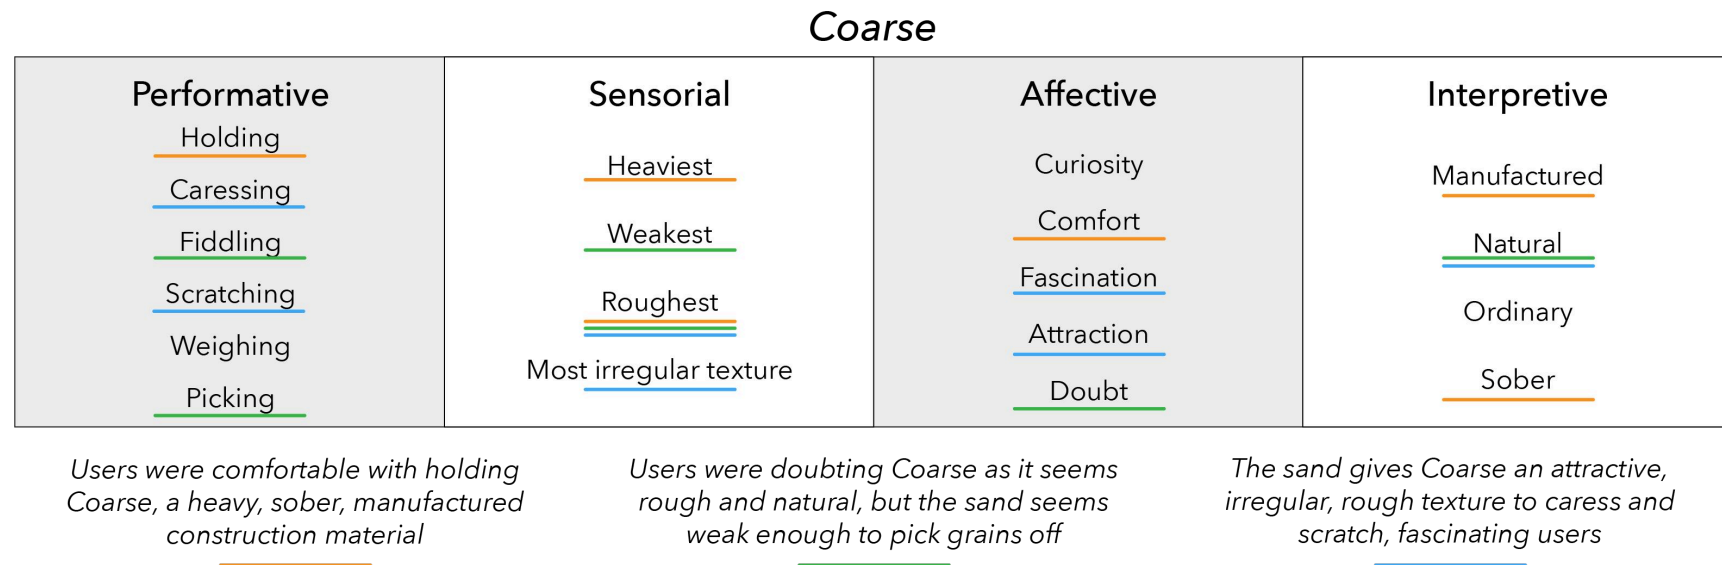 Coarse
Performative
Holding
Caressing
Fiddling
Scratching
Weighing
Picking
Sensorial
Heaviest
Weakest
Roughest
Most irregular texture
Affective
Curiosity
Comfort
Fascination
Attraction
Doubt
Interpretive
Manufactured
Natural
Ordinary
Sober
Users were comfortable with holding
Coarse, a heavy, sober, manufactured
construction material
Users were doubting Coarse as it seems
rough and natural, but the sand seems
weak enough to pick grains off
The sand gives Coarse an attractive,
irregular, rough texture to caress and
scratch, fascinating users